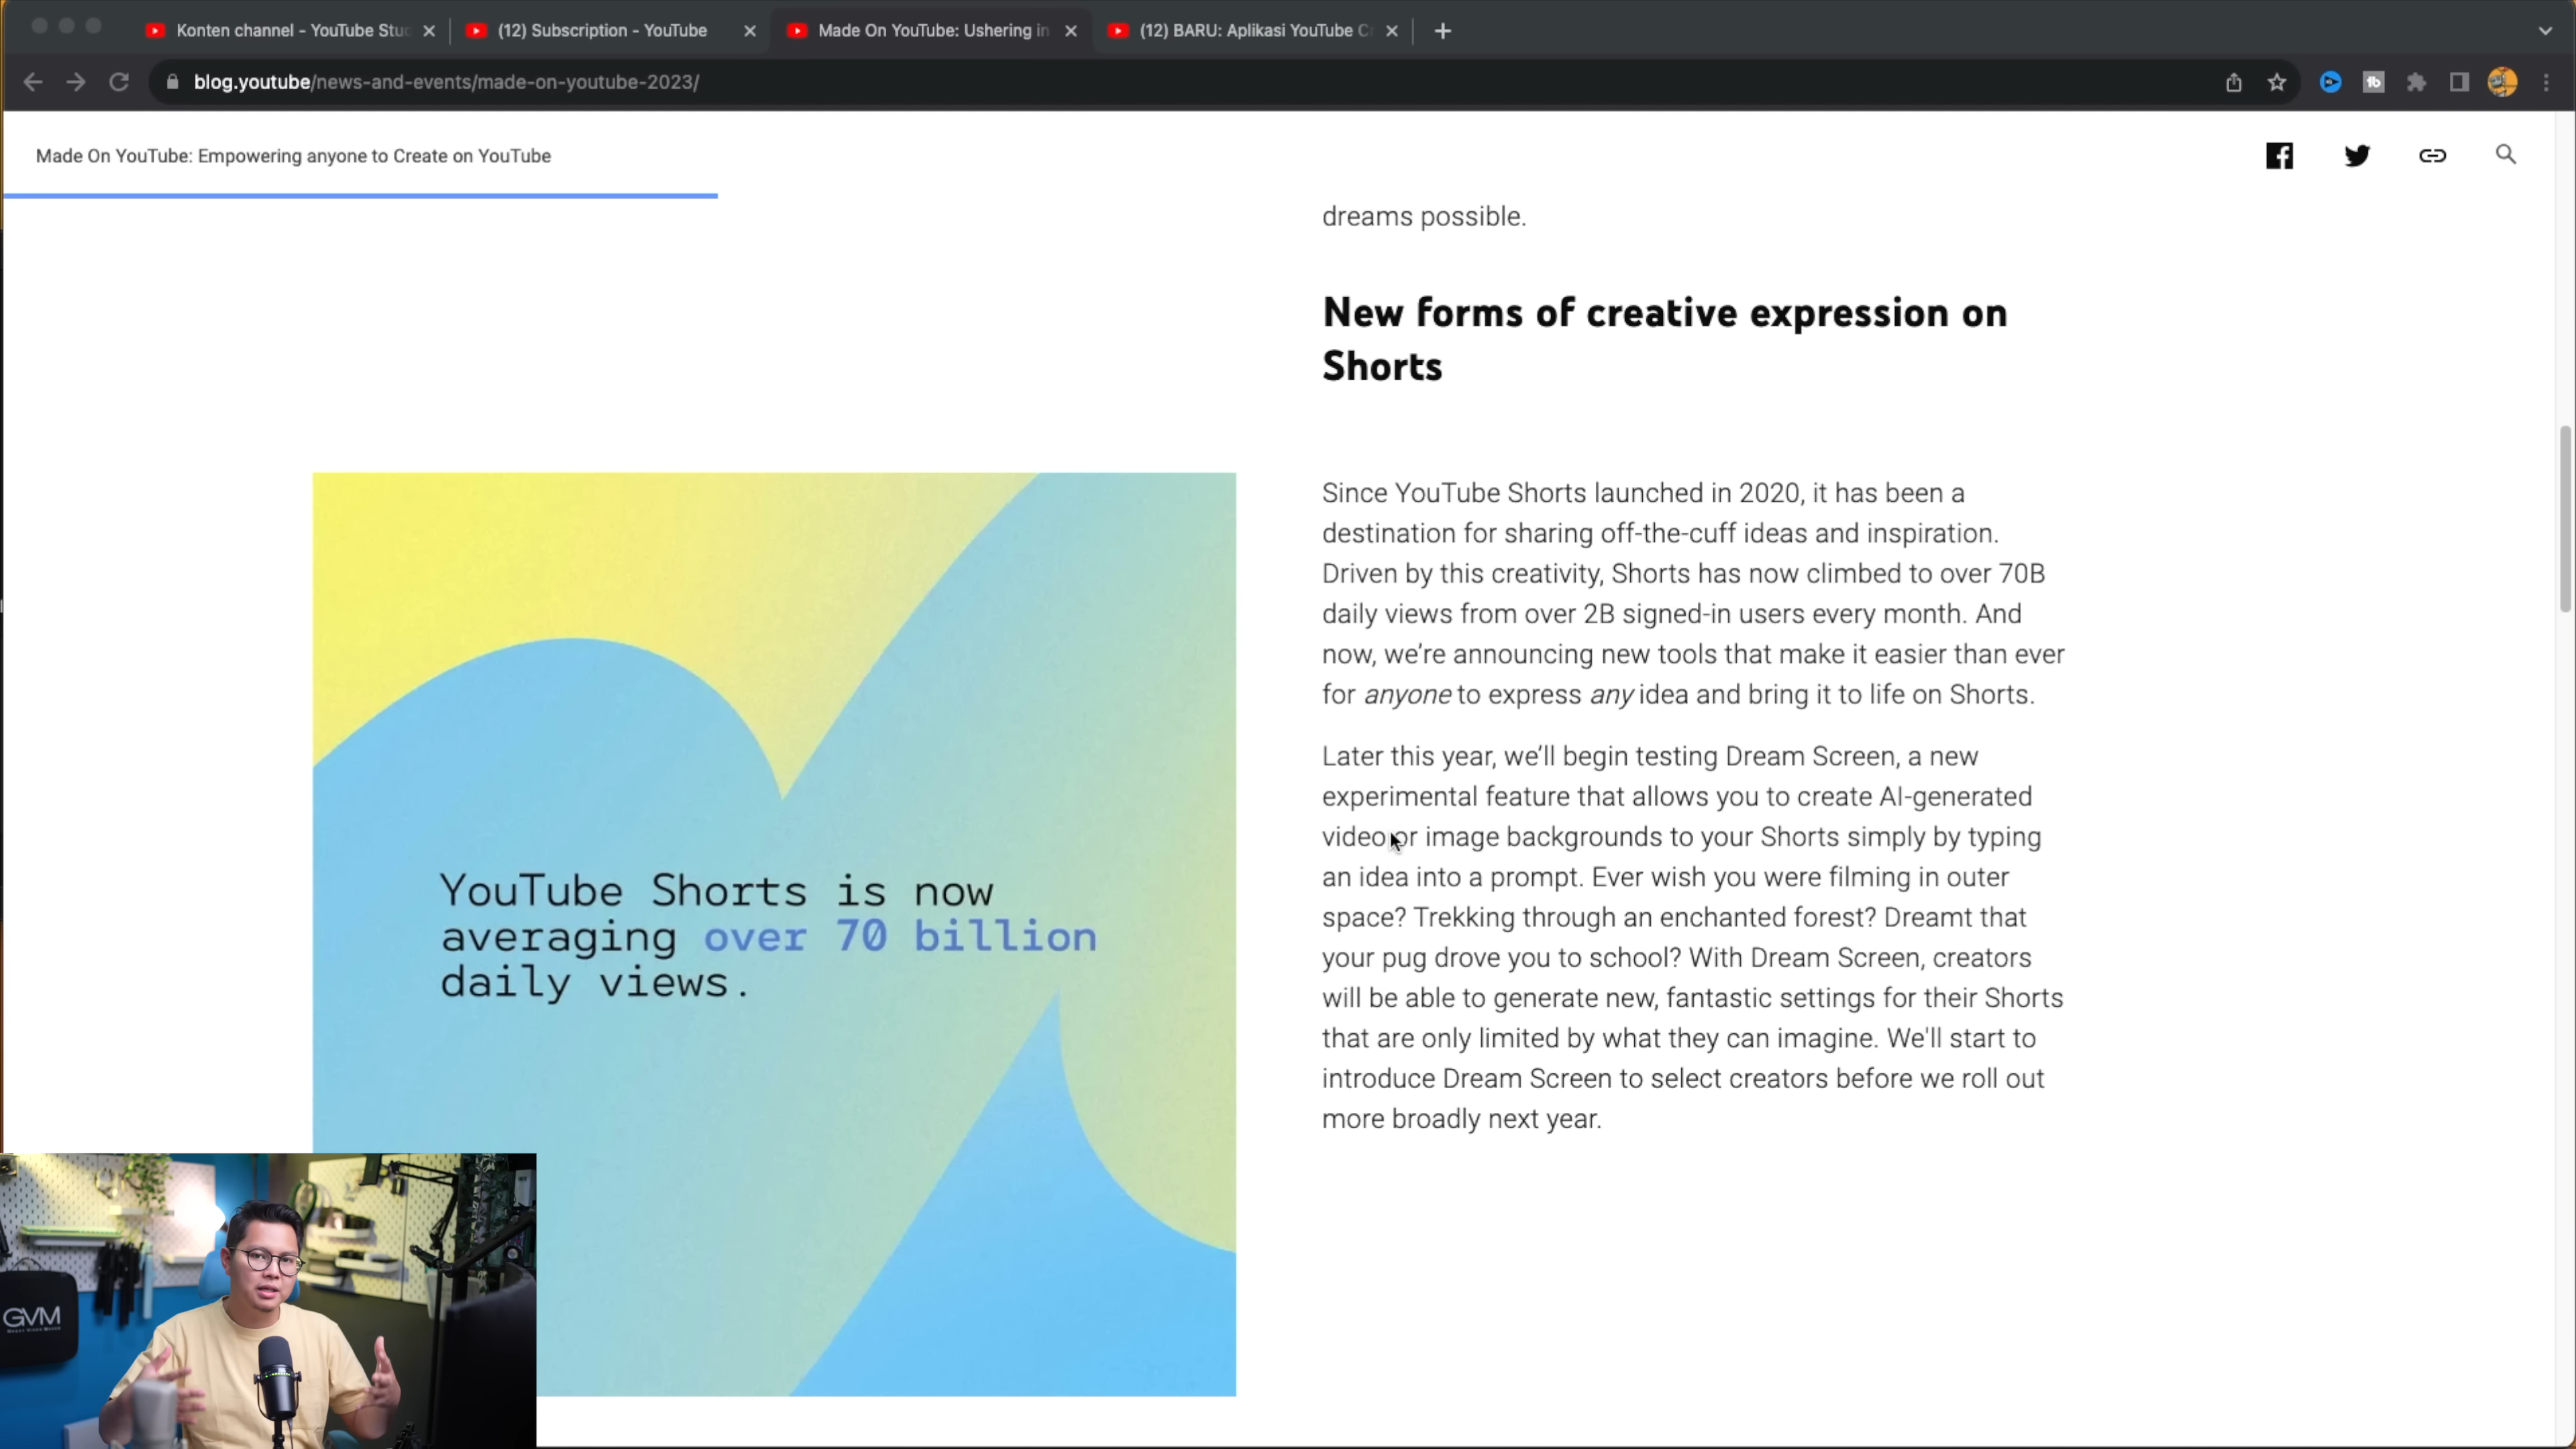 Konten channel - YouTube Stu
(12) Subscription - YouTube
Made On YouTube: Ushering in
(12) BARU: Aplikasi YouTube C
blog.youtube/news-and-events/made-on-youtube-2023/
Made On YouTube: Empowering anyone to Create on YouTube
dreams possible.
New forms of creative expression on
Shorts
Since YouTube Shorts launched in 2020, it has been a
destination for sharing off-the-cuff ideas and inspiration.
Driven by this creativity, Shorts has now climbed to over 70B
daily views from over 2B signed-in users every month. And
now, we’re announcing new tools that make it easier than ever
for anyone to express any idea and bring it to life on Shorts.
Later this year, we’ll begin testing Dream Screen, a new
experimental feature that allows you to create AI-generated
video or image backgrounds to your Shorts simply by typing
an idea into a prompt. Ever wish you were filming in outer
space? Trekking through an enchanted forest? Dreamt that
your pug drove you to school? With Dream Screen, creators
will be able to generate new, fantastic settings for their Shorts
that are only limited by what they can imagine. We'll start to
introduce Dream Screen to select creators before we roll out
more broadly next year.
YouTube Shorts is now
averaging over 70 billion
daily views.
GVM